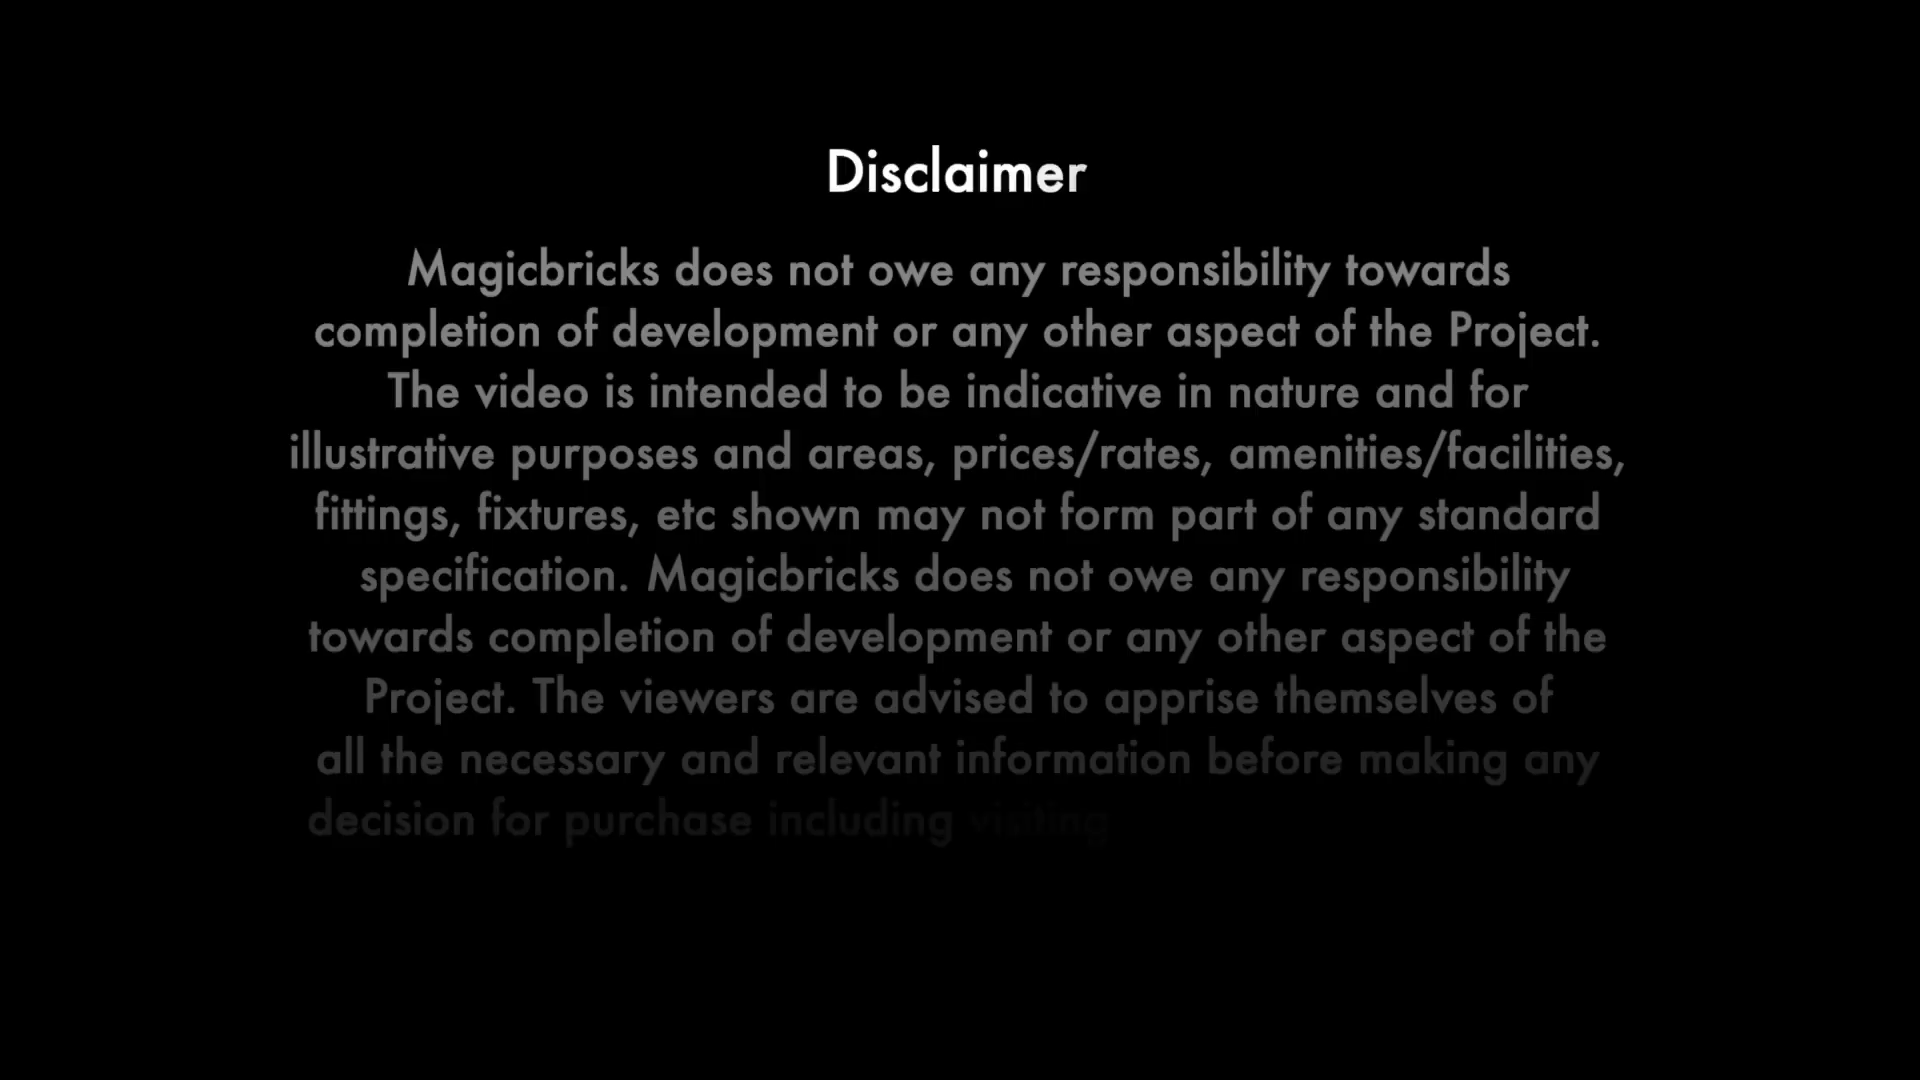 Disclaimer
Magicbricks does not owe any responsibility towards
completion of development or any other aspect of the Project.
The video is intended to be indicative in nature and for
illustrative purposes and areas, prices/rates, amenities/facilities,
fittings, fixtures, etc shown may not form part of any standard
specification. Magicbricks does not owe any responsibility
towards completion of development or any other aspect of the
Project. The viewers are advised to apprise themselves of
all the necessary and relevant information before making any
decision for purchase including visiting